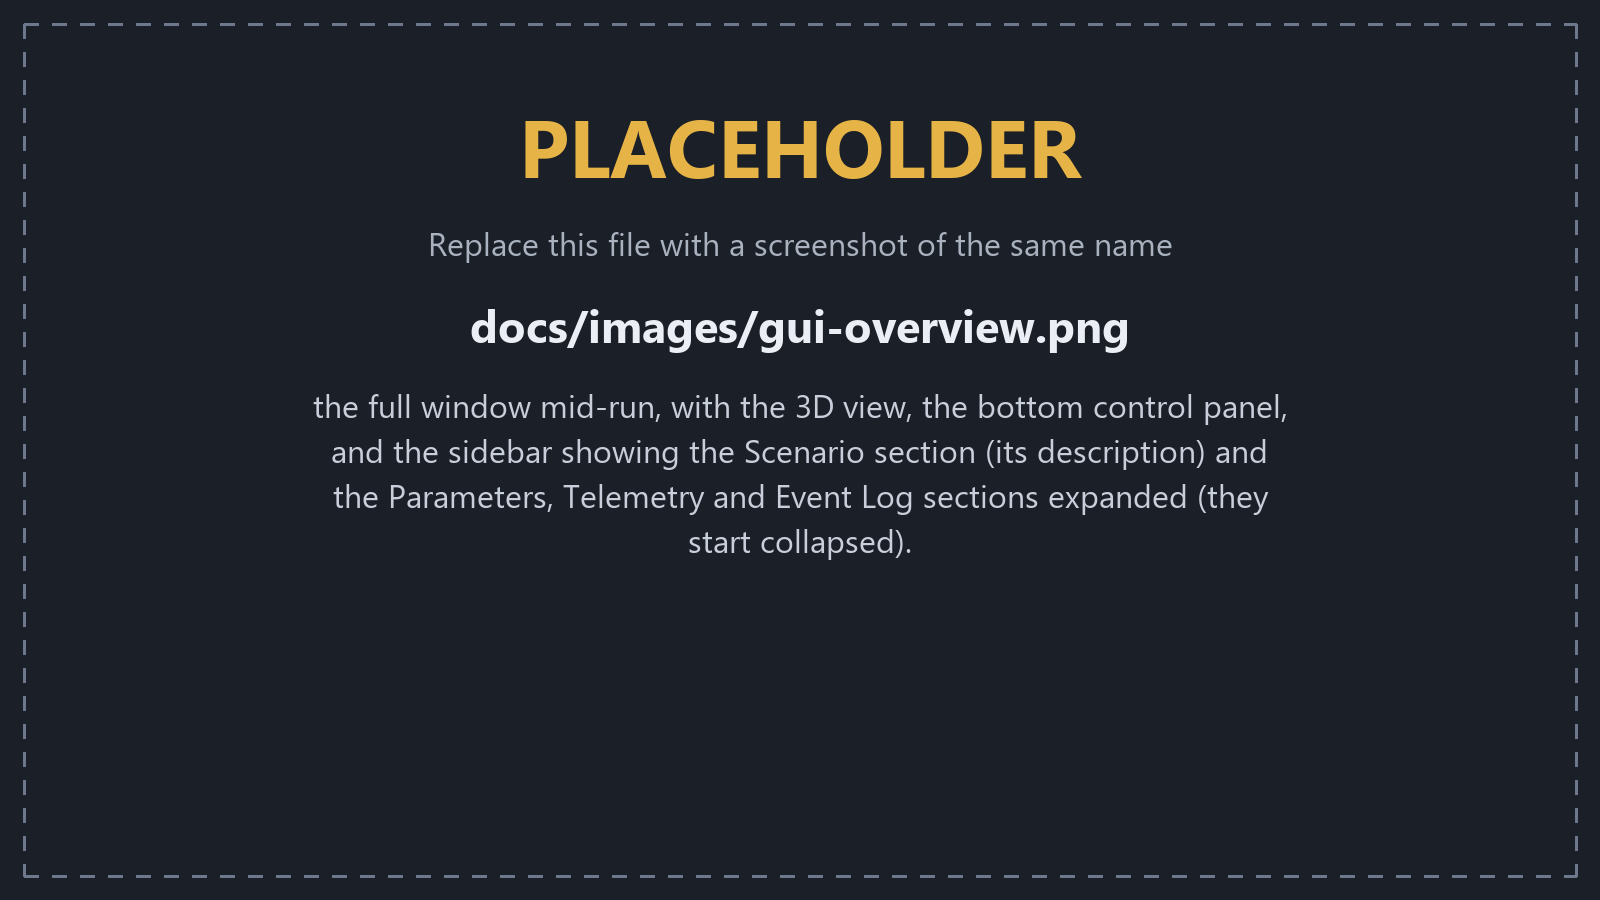 PLACEHOLDER
Replace this file with a screenshot of the same name
docs/images/gui-overview.png
the full window mid-run, with the 3D view, the bottom control panel,
and the sidebar showing the Scenario section (its description) and
the Parameters, Telemetry and Event Log sections expanded (they
start collapsed).